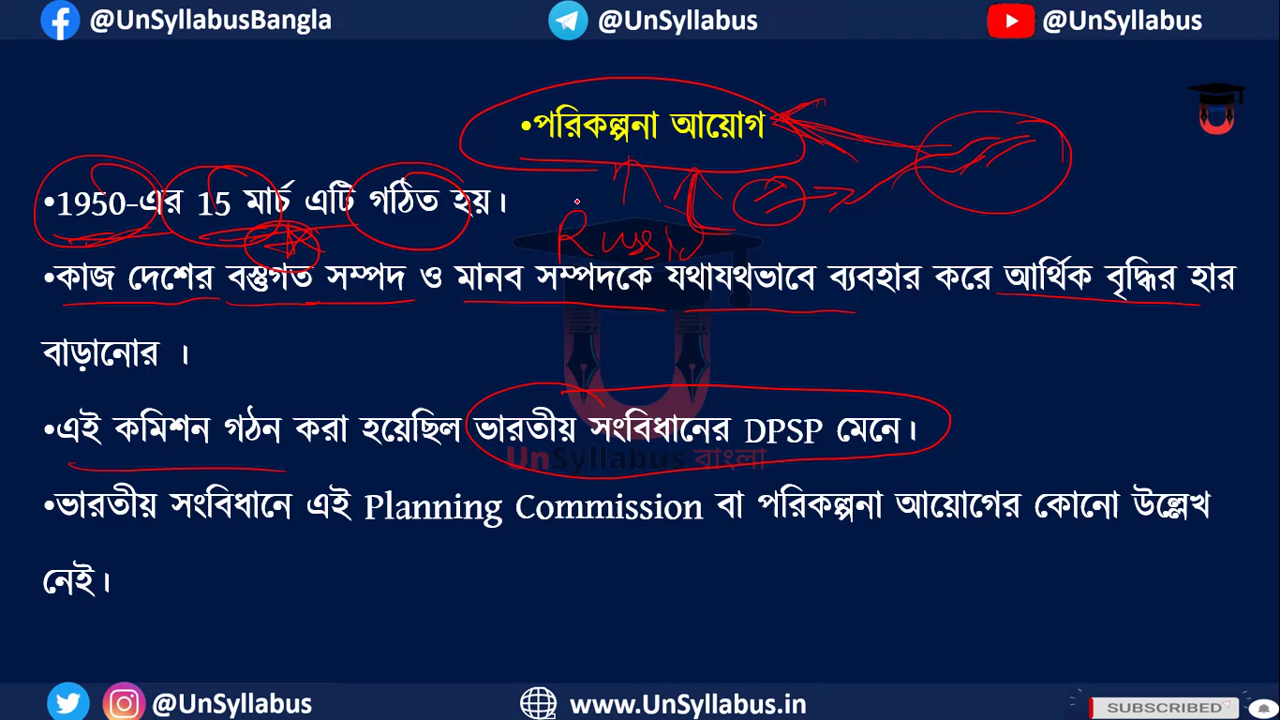 @UnSyllabusBangla @UnSyllabus @UnSyllabus
•পরিকল্পনা আয়োগ
•1950-এর 15 মার্চ এটি গঠিত হয়।
Russia
•কাজ দেশের বস্তুগত সম্পদ ও মানব সম্পদকে যথাযথভাবে ব্যবহার করে আর্থিক বৃদ্ধির হার
বাড়ানোর ।
•এই কমিশন গঠন করা হয়েছিল ভারতীয় সংবিধানের DPSP মেনে।
UnSyllabus বাংলা
•ভারতীয় সংবিধানে এই Planning Commission বা পরিকল্পনা আয়োগের কোনো উল্লেখ
নেই।
@UnSyllabus www.UnSyllabus.in SUBSCRIBED